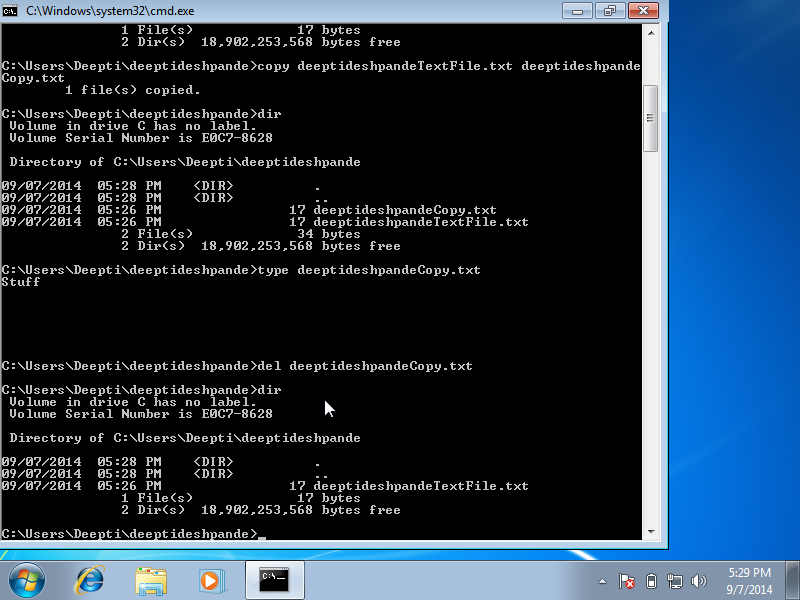 C:\Windows\system32\cmd.exe
1 File(s) 17 bytes
2 Dir(s) 18,902,253,568 bytes free
C:\Users\Deepti\deeptideshpande>copy deeptideshpandeTextFile.txt deeptideshpande
Copy.txt
1 file(s) copied.
C:\Users\Deepti\deeptideshpande>dir
Volume in drive C has no label.
Volume Serial Number is E0C7-8628
Directory of C:\Users\Deepti\deeptideshpande
09/07/2014 05:28 PM <DIR> .
09/07/2014 05:28 PM <DIR> ..
09/07/2014 05:26 PM 17 deeptideshpandeCopy.txt
09/07/2014 05:26 PM 17 deeptideshpandeTextFile.txt
2 File(s) 34 bytes
2 Dir(s) 18,902,253,568 bytes free
C:\Users\Deepti\deeptideshpande>type deeptideshpandeCopy.txt
Stuff
C:\Users\Deepti\deeptideshpande>del deeptideshpandeCopy.txt
C:\Users\Deepti\deeptideshpande>dir
Volume in drive C has no label.
Volume Serial Number is E0C7-8628
Directory of C:\Users\Deepti\deeptideshpande
09/07/2014 05:28 PM <DIR> .
09/07/2014 05:28 PM <DIR> ..
09/07/2014 05:26 PM 17 deeptideshpandeTextFile.txt
1 File(s) 17 bytes
2 Dir(s) 18,902,253,568 bytes free
C:\Users\Deepti\deeptideshpande>_
5:29 PM
9/7/2014